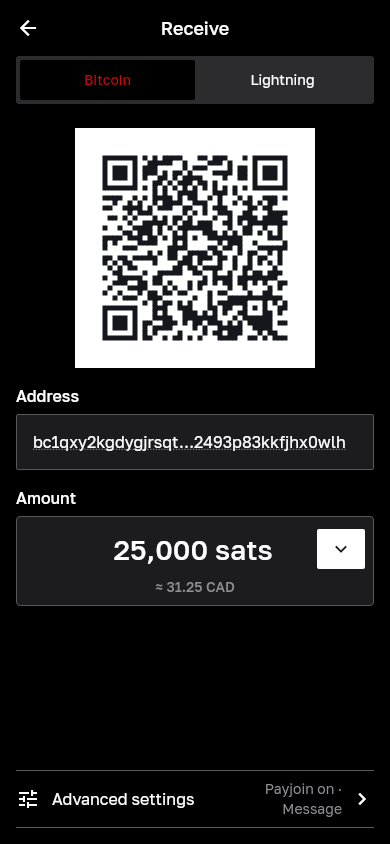 Receive
Bitcoin
Lightning
Address
bc1qxy2kgdygjrsqt...2493p83kkfjhx0wlh
Amount
25,000 sats
≈ 31.25 CAD
Advanced settings
Payjoin on ·
Message